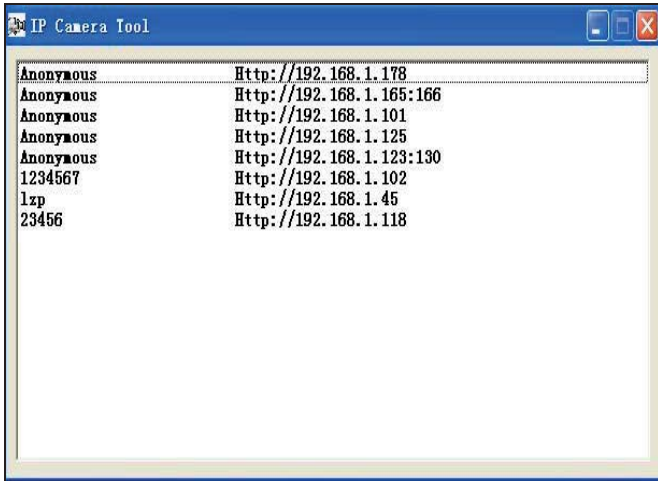 IP Camera Tool
Anonymous Http://192.168.1.178
Anonymous Http://192.168.1.165:166
Anonymous Http://192.168.1.101
Anonymous Http://192.168.1.125
Anonymous Http://192.168.1.123:130
1234567 Http://192.168.1.102
lzp Http://192.168.1.45
23456 Http://192.168.1.118